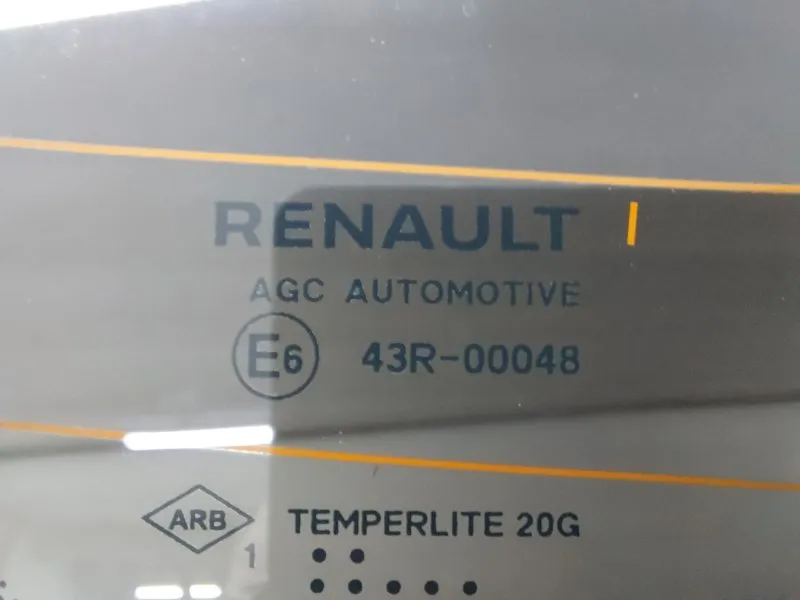 RENAULT
AGC AUTOMOTIVE
E6 43R-00048
ARB TEMPERLITE 20G
1